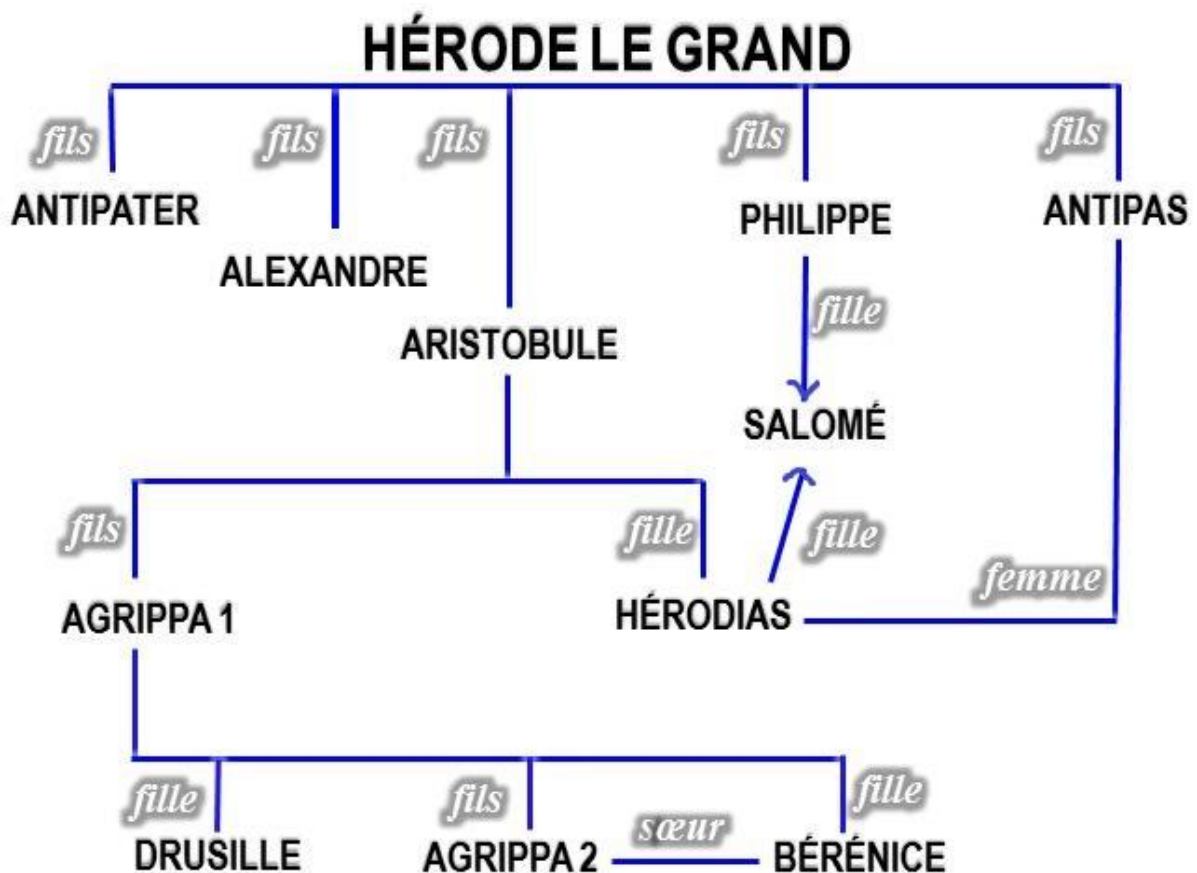 HÉRODE LE GRAND
fils fils fils fils fils
ANTIPATER PHILIPPE ANTIPAS
ALEXANDRE
fille
ARISTOBULE
SALOMÉ
fils fille fille
femme
AGRIPPA 1 HÉRODIAS
fille fils fille
sœur
DRUSILLE AGRIPPA 2 BÉRÉNICE